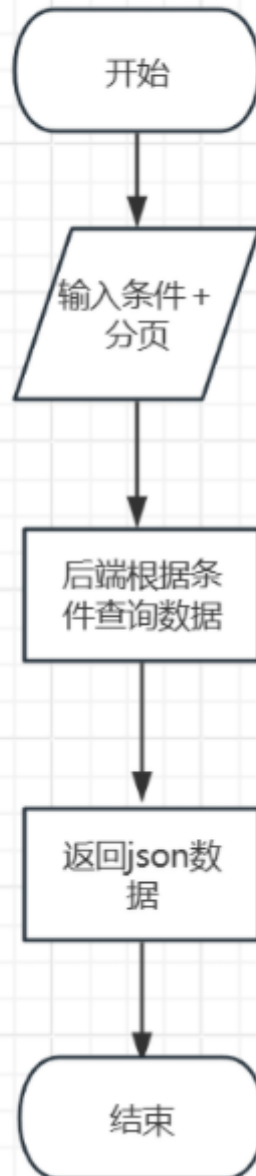 开始
输入条件 +
分页
后端根据条
件查询数据
返回json数
据
结束